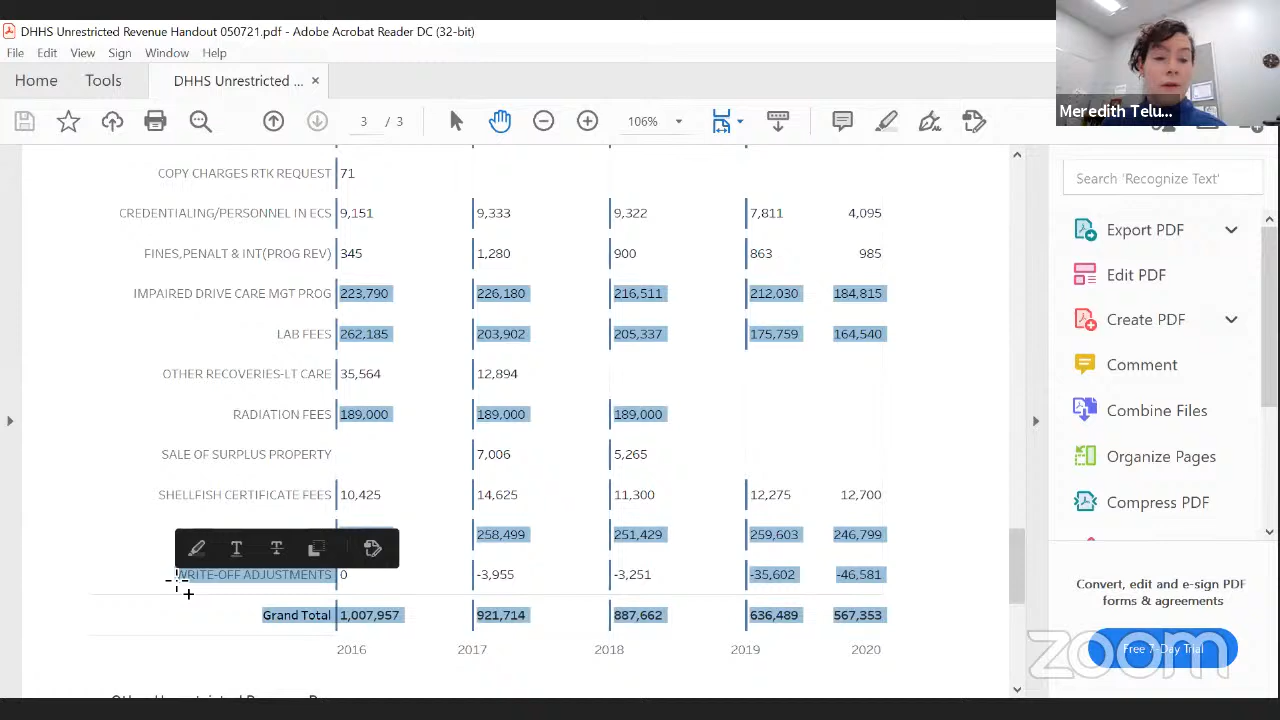 DHHS Unrestricted Revenue Handout 050721.pdf - Adobe Acrobat Reader DC (32-bit)
File Edit View Sign Window Help
Home Tools DHHS Unrestricted ... ×
3 / 3 106%
Meredith Telu...
COPY CHARGES RTK REQUEST 71
CREDENTIALING/PERSONNEL IN ECS 9,151 9,333 9,322 7,811 4,095
FINES,PENALT & INT(PROG REV) 345 1,280 900 863 985
IMPAIRED DRIVE CARE MGT PROG 223,790 226,180 216,511 212,030 184,815
LAB FEES 262,185 203,902 205,337 175,759 164,540
OTHER RECOVERIES-LT CARE 35,564 12,894
RADIATION FEES 189,000 189,000 189,000
SALE OF SURPLUS PROPERTY 7,006 5,265
SHELLFISH CERTIFICATE FEES 10,425 14,625 11,300 12,275 12,700
258,499 251,429 259,603 246,799
WRITE-OFF ADJUSTMENTS 0 -3,955 -3,251 -35,602 -46,581
Grand Total 1,007,957 921,714 887,662 636,489 567,353
2016 2017 2018 2019 2020
Search 'Recognize Text'
Export PDF
Edit PDF
Create PDF
Comment
Combine Files
Organize Pages
Compress PDF
Convert, edit and e-sign PDF
forms & agreements
Free 7-Day Trial
zoom